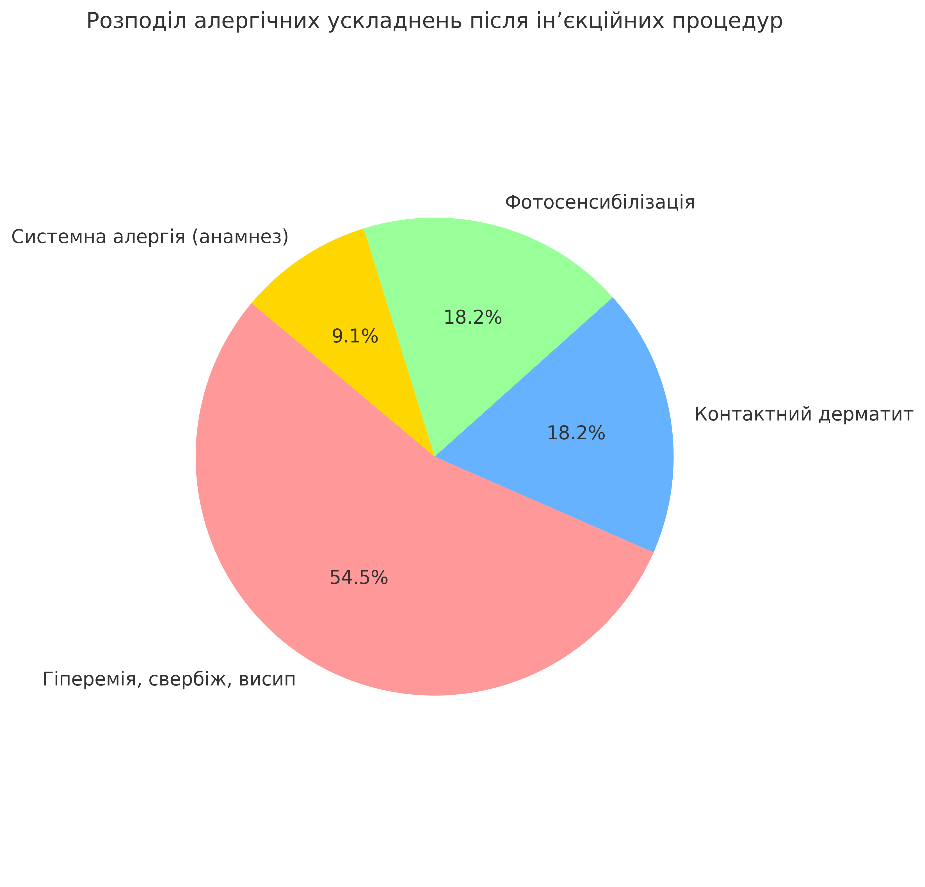 Розподіл алергічних ускладнень після ін’єкційних процедур
Фотосенсибілізація
Системна алергія (анамнез)
18.2%
9.1%
Контактний дерматит
18.2%
54.5%
Гіперемія, свербіж, висип